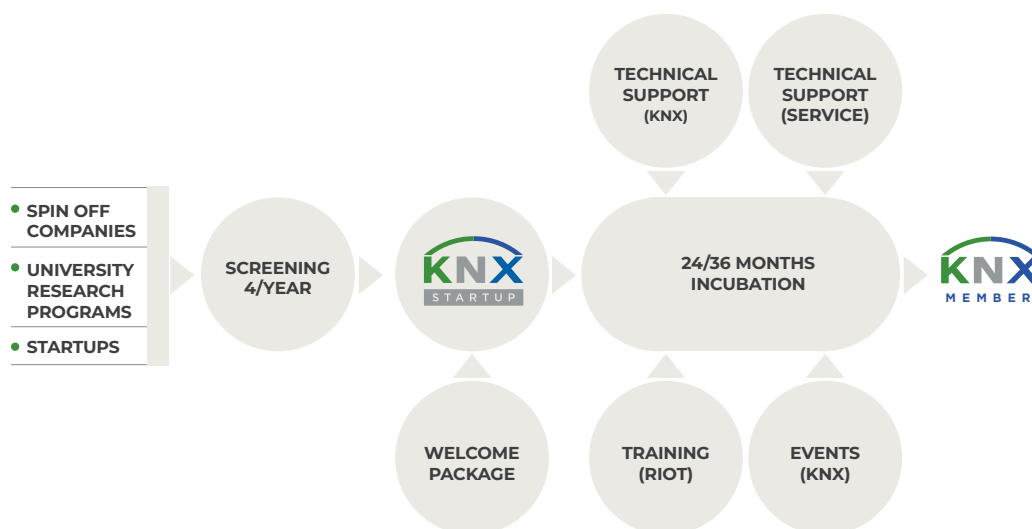 TECHNICAL
SUPPORT
(KNX)
TECHNICAL
SUPPORT
(SERVICE)
SPIN OFF
COMPANIES
UNIVERSITY
RESEARCH
PROGRAMS
STARTUPS
SCREENING
4/YEAR
KNX
STARTUP
24/36 MONTHS
INCUBATION
KNX
MEMBER
WELCOME
PACKAGE
TRAINING
(RIOT)
EVENTS
(KNX)